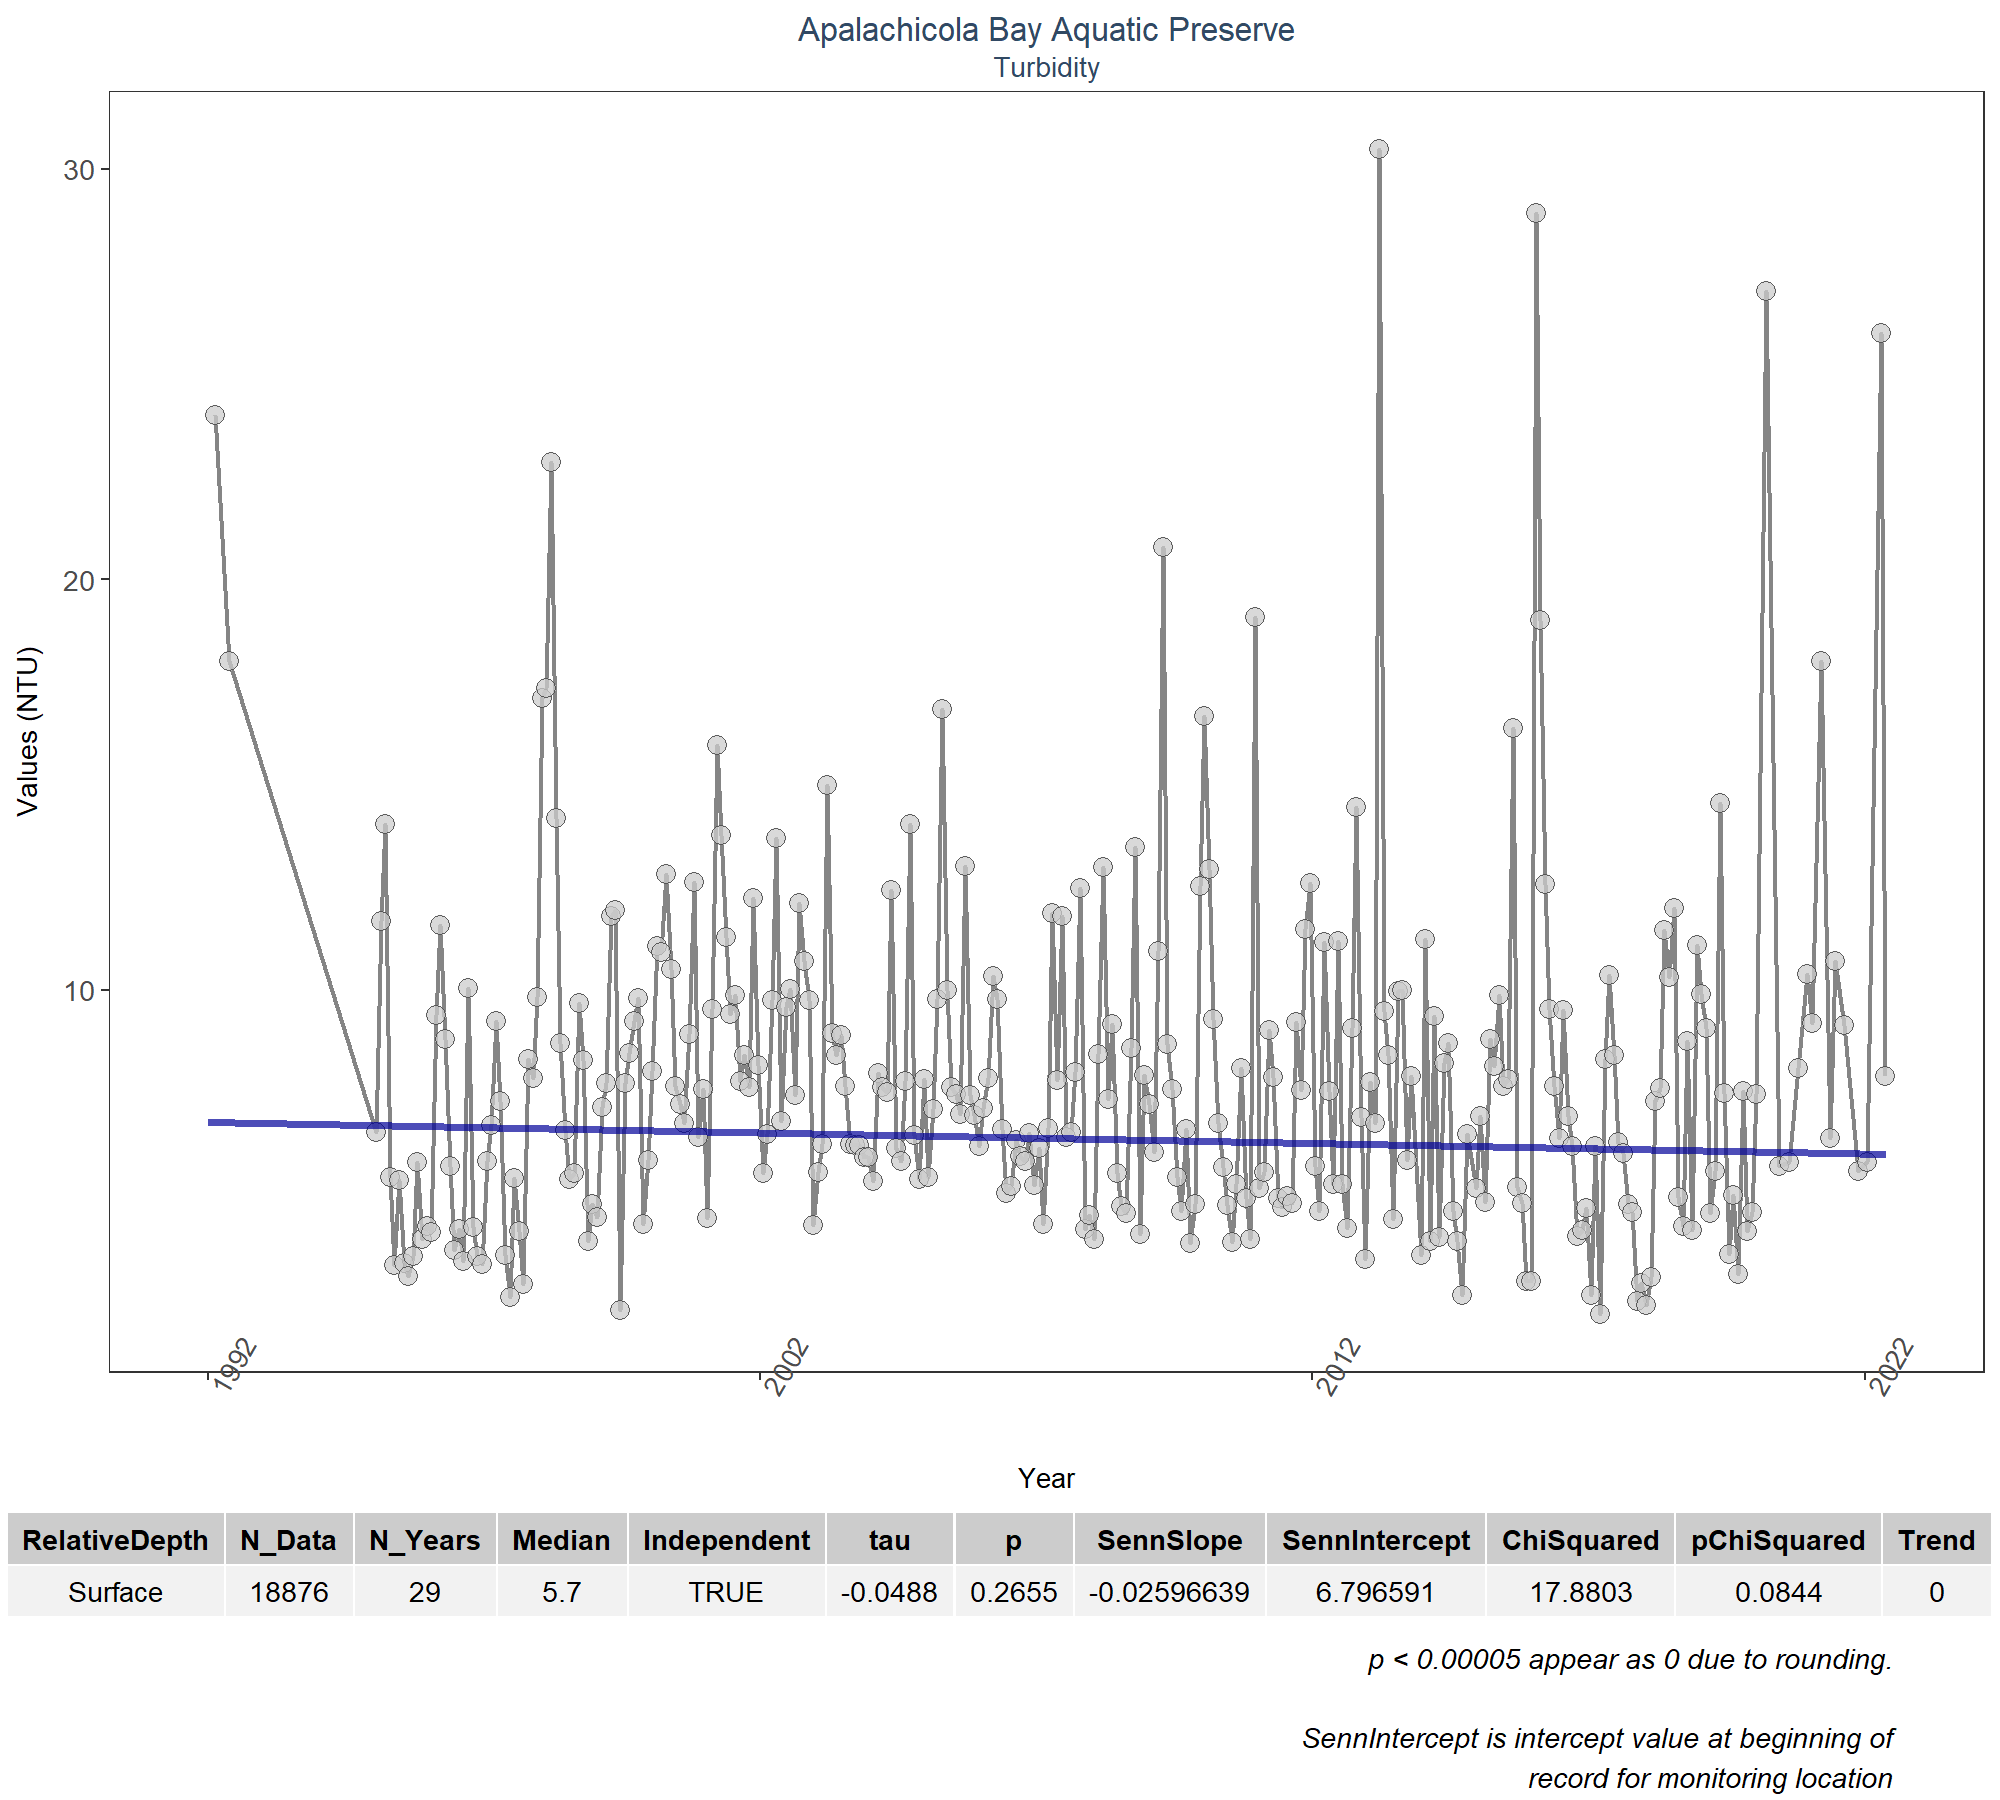 Apalachicola Bay Aquatic Preserve
Turbidity
30
20
10
Values (NTU)
1992
2002
2012
2022
Year
RelativeDepth N_Data N_Years Median Independent tau p SennSlope SennIntercept ChiSquared pChiSquared Trend
Surface 18876 29 5.7 TRUE -0.0488 0.2655 -0.02596639 6.796591 17.8803 0.0844 0
p < 0.00005 appear as 0 due to rounding.
SennIntercept is intercept value at beginning of
record for monitoring location